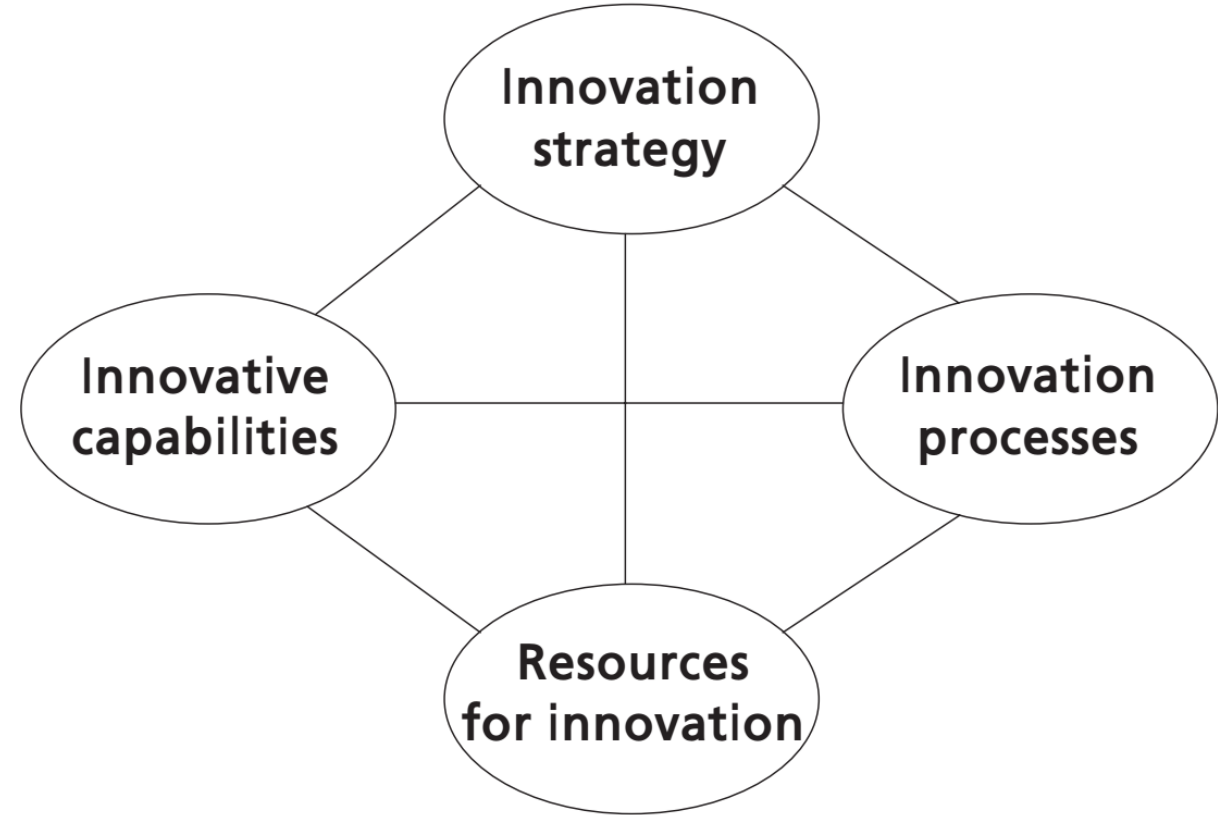 Innovation
strategy
Innovative
capabilities
Innovation
processes
Resources
for innovation